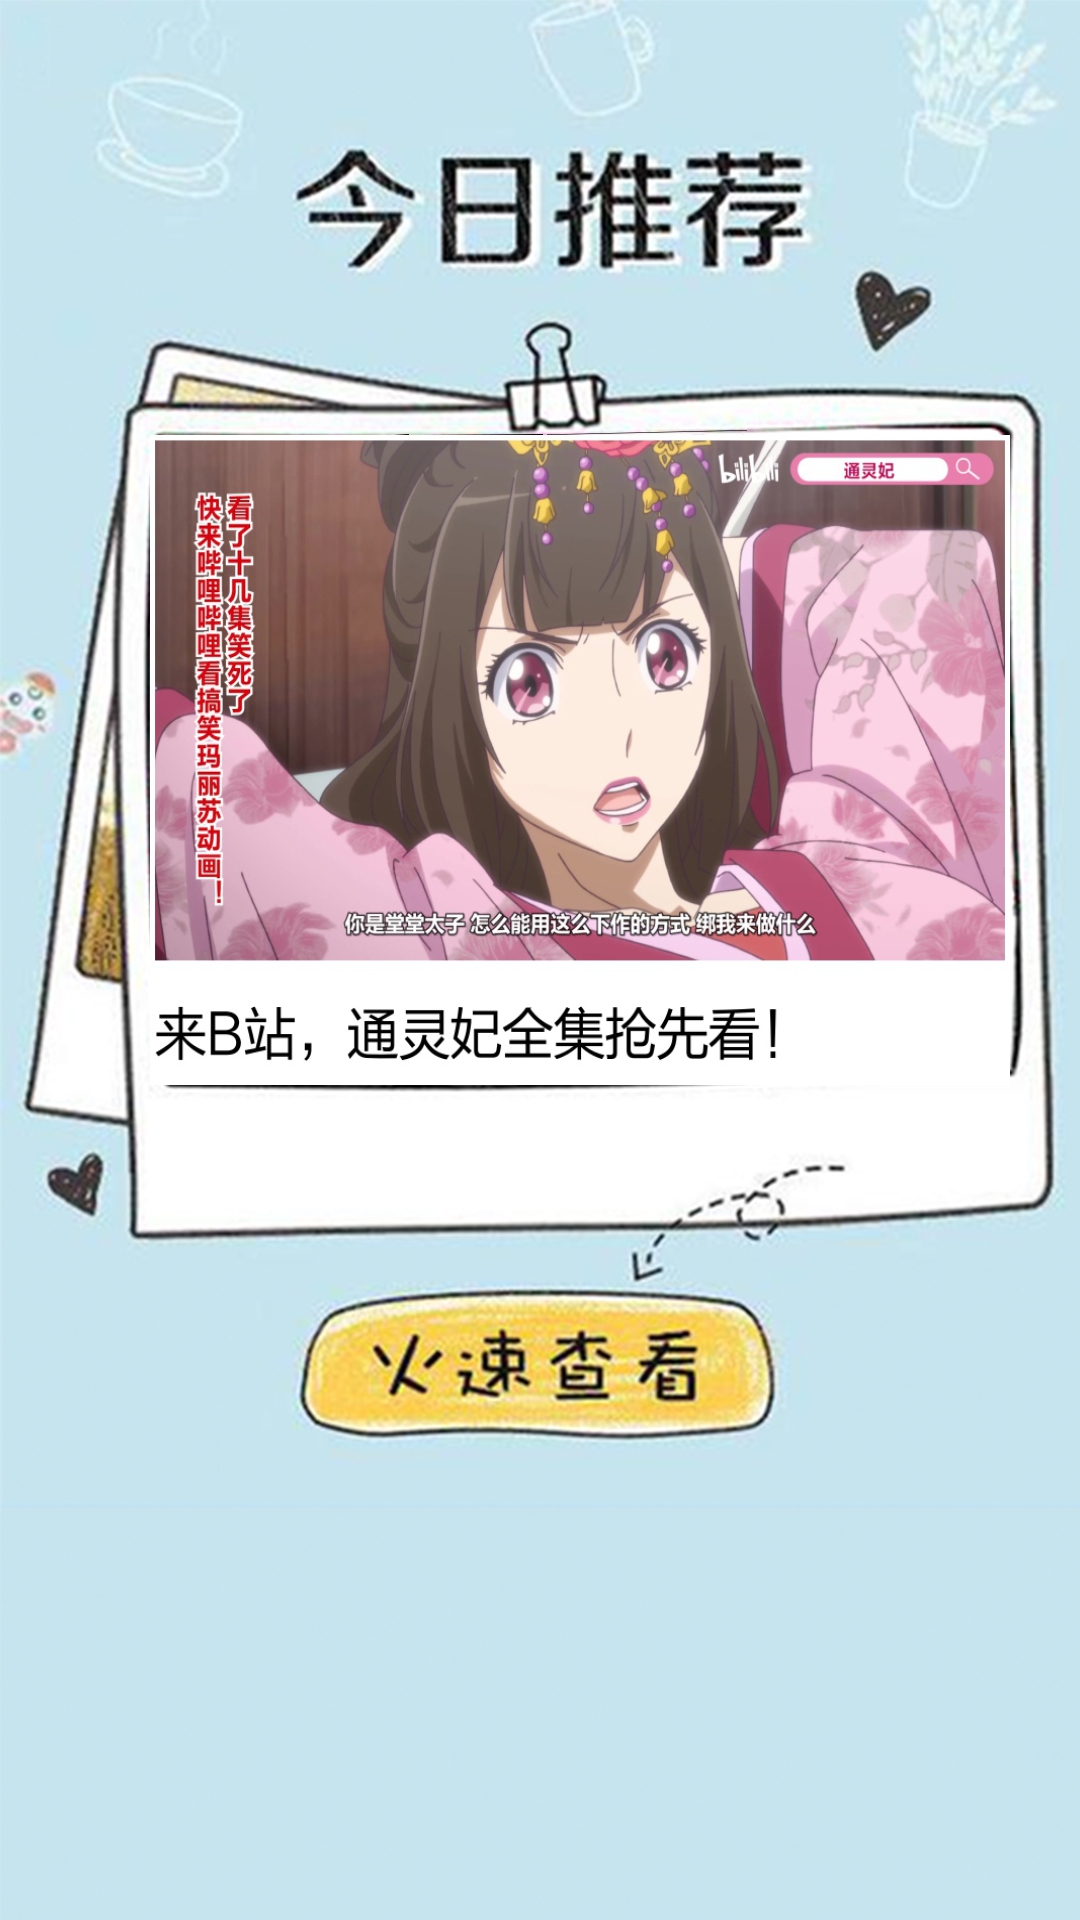 今日推荐
bilibili
通灵妃
看了十几集笑死了
快来哔哩哔哩看搞笑玛丽苏动画！
你是堂堂太子 怎么能用这么下作的方式 绑我来做什么
来B站，通灵妃全集抢先看！
火速查看